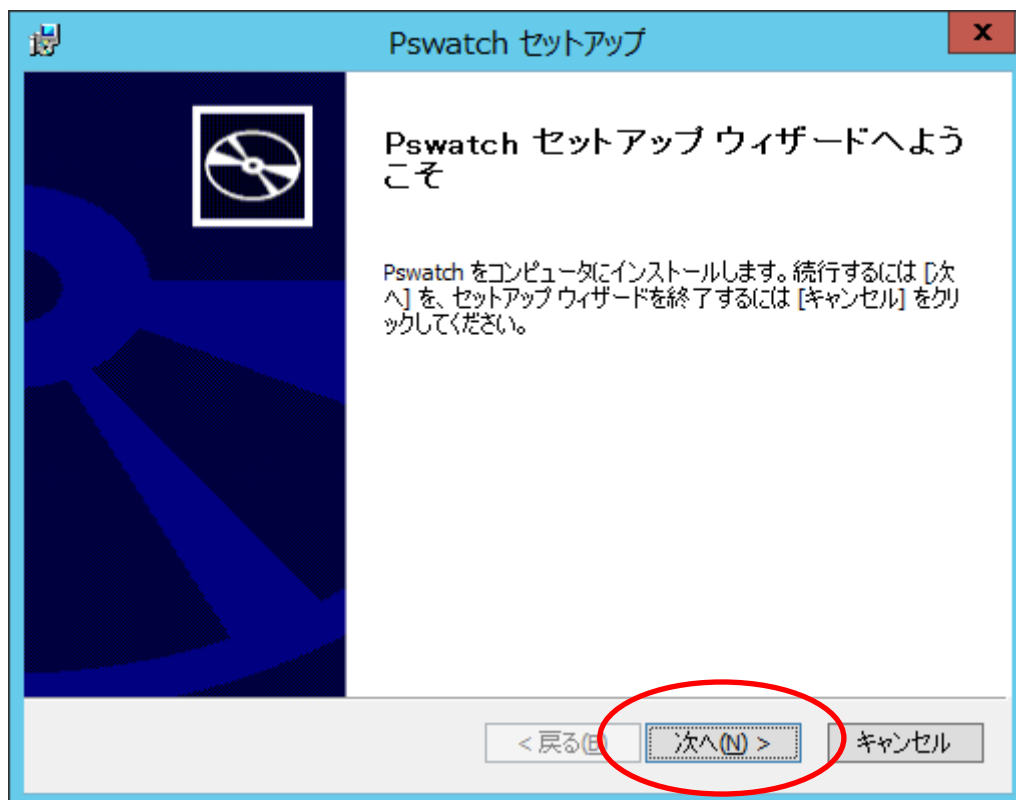 Pswatch セットアップ
Pswatch セットアップ ウィザードへよう
こそ
Pswatch をコンピュータにインストールします。続行するには [次
へ] を、セットアップ ウィザードを終了するには [キャンセル] をクリ
ックしてください。
< 戻る(B) 次へ(N) > キャンセル